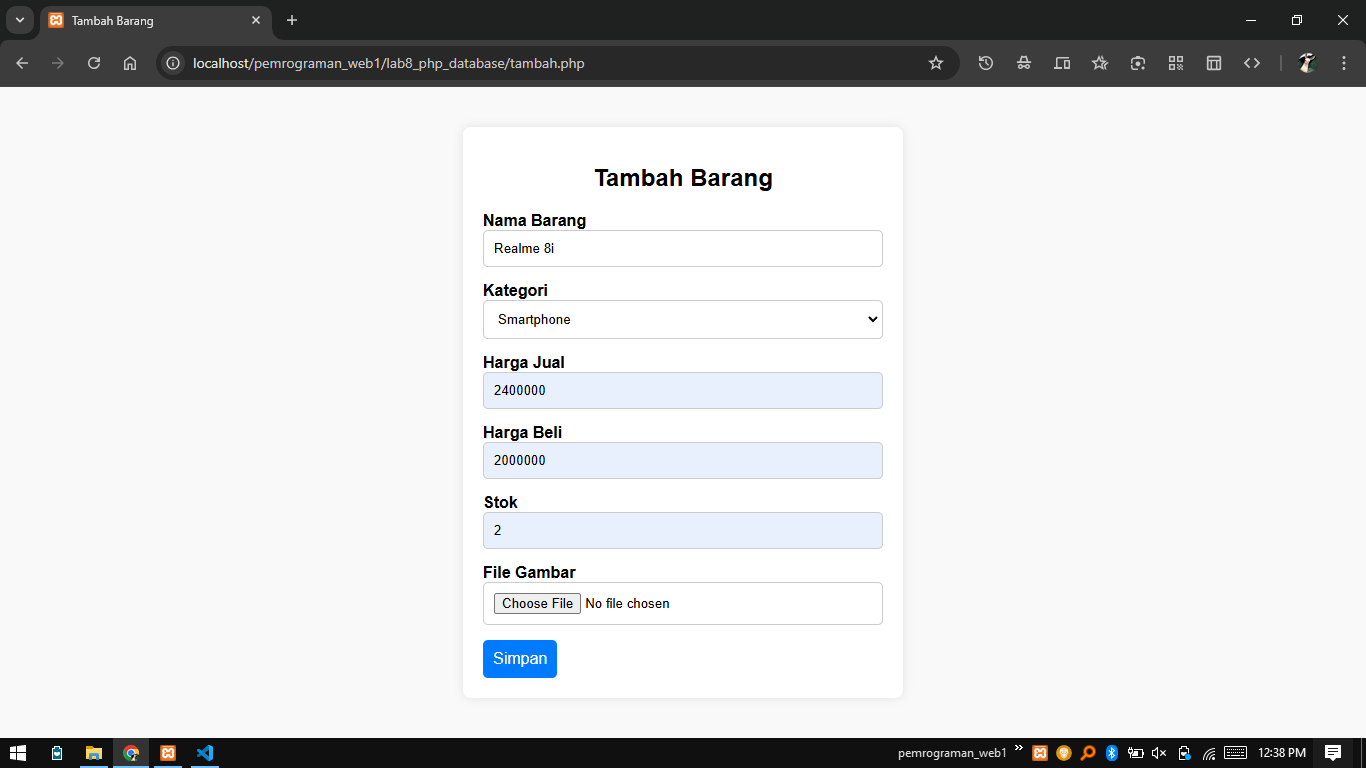 Tambah Barang
localhost/pemrograman_web1/lab8_php_database/tambah.php
Tambah Barang
Nama Barang
Realme 8i
Kategori
Smartphone
Harga Jual
2400000
Harga Beli
2000000
Stok
2
File Gambar
Choose File No file chosen
Simpan
pemrograman_web1 12:38 PM